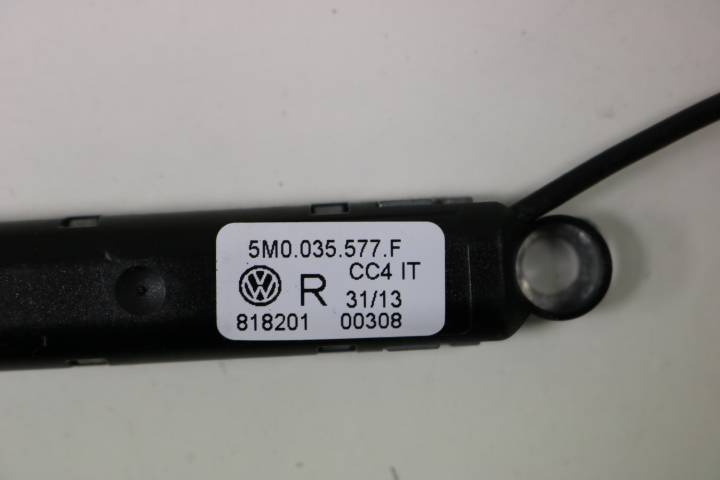 5M0.035.577.F
CC4 IT
R 31/13
818201 00308